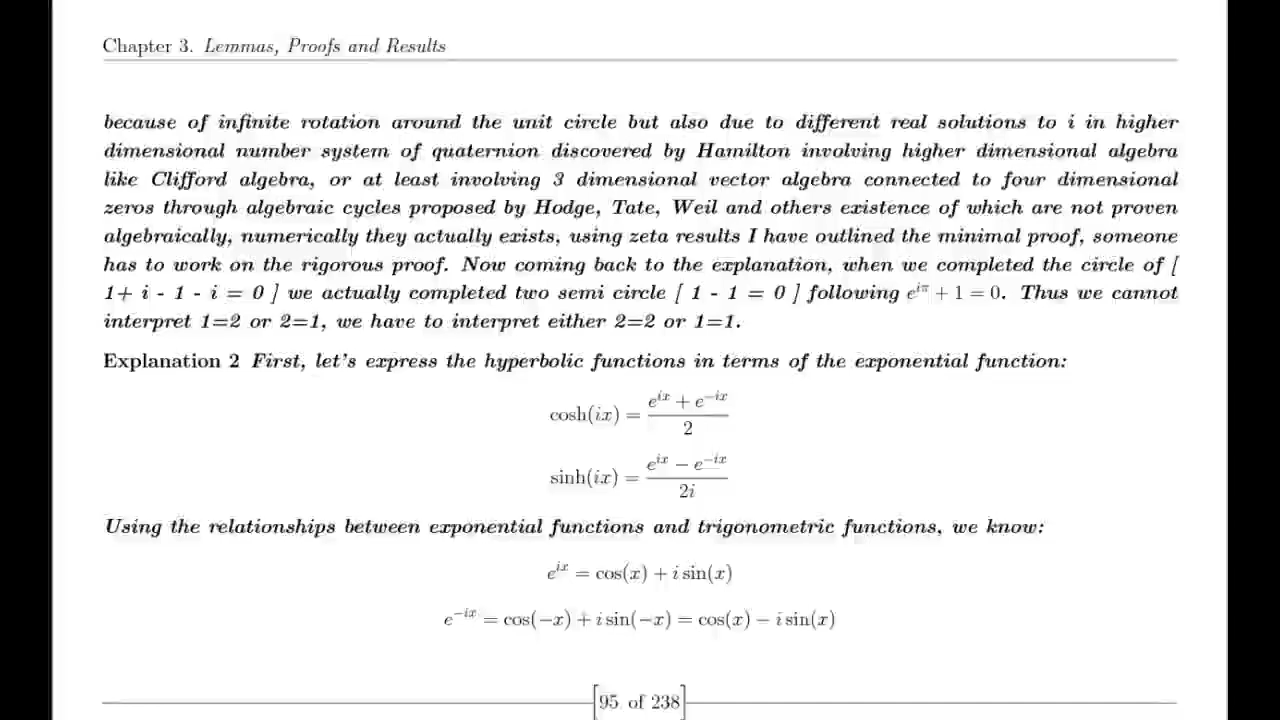 Chapter 3. Lemmas, Proofs and Results
because of infinite rotation around the unit circle but also due to different real solutions to i in higher
dimensional number system of quaternion discovered by Hamilton involving higher dimensional algebra
like Clifford algebra, or at least involving 3 dimensional vector algebra connected to four dimensional
zeros through algebraic cycles proposed by Hodge, Tate, Weil and others existence of which are not proven
algebraically, numerically they actually exists, using zeta results I have outlined the minimal proof, someone
has to work on the rigorous proof. Now coming back to the explanation, when we completed the circle of [
1+ i - 1 - i = 0 ] we actually completed two semi circle [ 1 - 1 = 0 ] following e^{iπ} + 1 = 0. Thus we cannot
interpret 1=2 or 2=1, we have to interpret either 2=2 or 1=1.
Explanation 2 First, let's express the hyperbolic functions in terms of the exponential function:
cosh(ix) = \frac{e^{ix} + e^{-ix}}{2}
sinh(ix) = \frac{e^{ix} − e^{-ix}}{2i}
Using the relationships between exponential functions and trigonometric functions, we know:
e^{ix} = cos(x) + i sin(x)
e^{-ix} = cos(−x) + i sin(−x) = cos(x) − i sin(x)
[95 of 238]